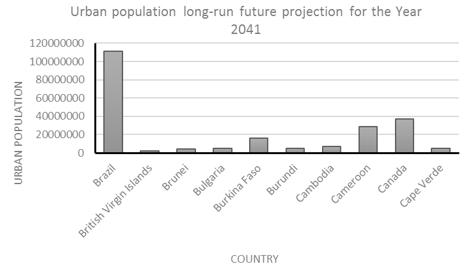 Urban population long-run future projection for the Year
2041
URBAN POPULATION
120000000
100000000
80000000
60000000
40000000
20000000
0
Brazil
British Virgin Islands
Brunei
Bulgaria
Burkina Faso
Burundi
Cambodia
Cameroon
Canada
Cape Verde
COUNTRY